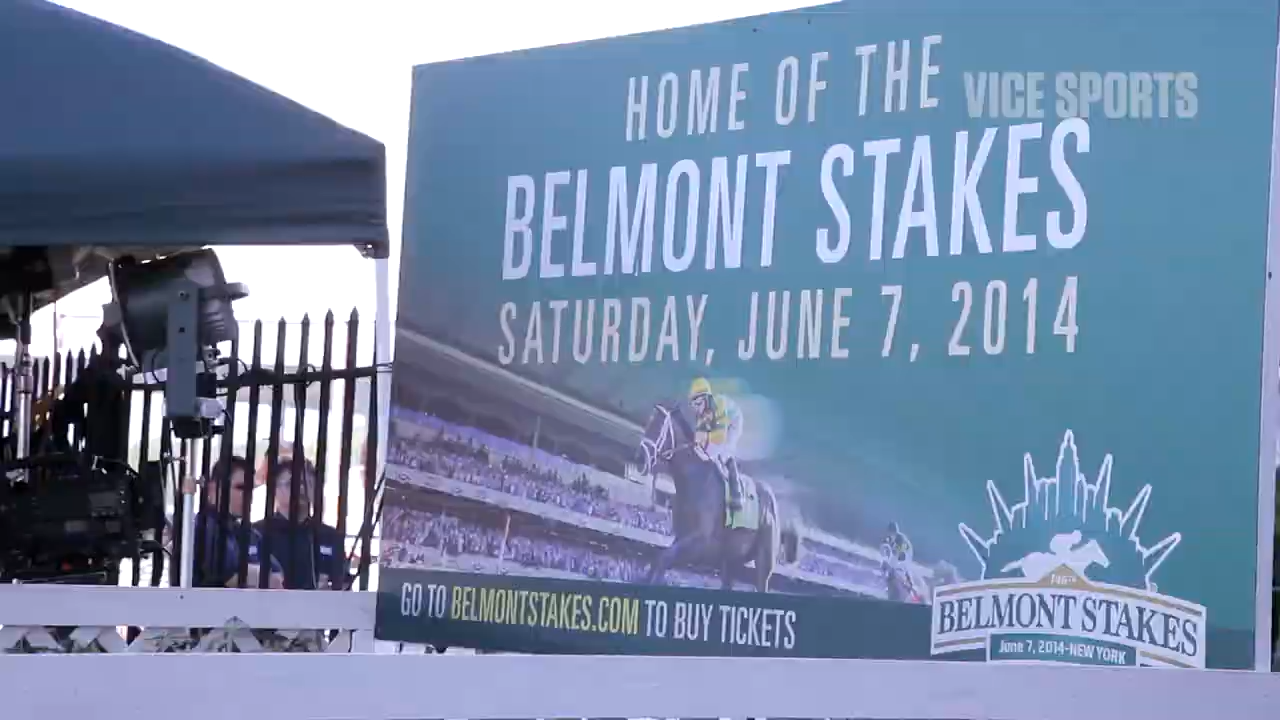 HOME OF THE
VICE SPORTS
BELMONT STAKES
SATURDAY, JUNE 7, 2014
GO TO BELMONTSTAKES.COM TO BUY TICKETS
146TH
BELMONT STAKES
June 7, 2014-NEW YORK